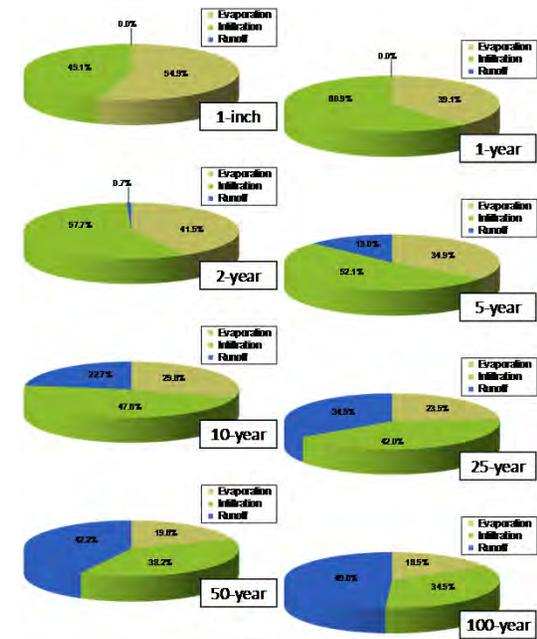 0.0%
Evaporation
Infiltration
Runoff
45.1%
54.9%
1-inch
0.0%
Evaporation
Infiltration
Runoff
60.9%
39.1%
1-year
0.7%
Evaporation
Infiltration
Runoff
57.7%
41.5%
2-year
Evaporation
Infiltration
Runoff
13.0%
34.9%
52.1%
5-year
Evaporation
Infiltration
Runoff
22.7%
47.6%
10-year
Evaporation
Infiltration
Runoff
34.5%
23.5%
42.0%
25-year
Evaporation
Infiltration
Runoff
42.2%
19.6%
38.2%
50-year
Evaporation
Infiltration
Runoff
49.0%
16.5%
34.5%
100-year